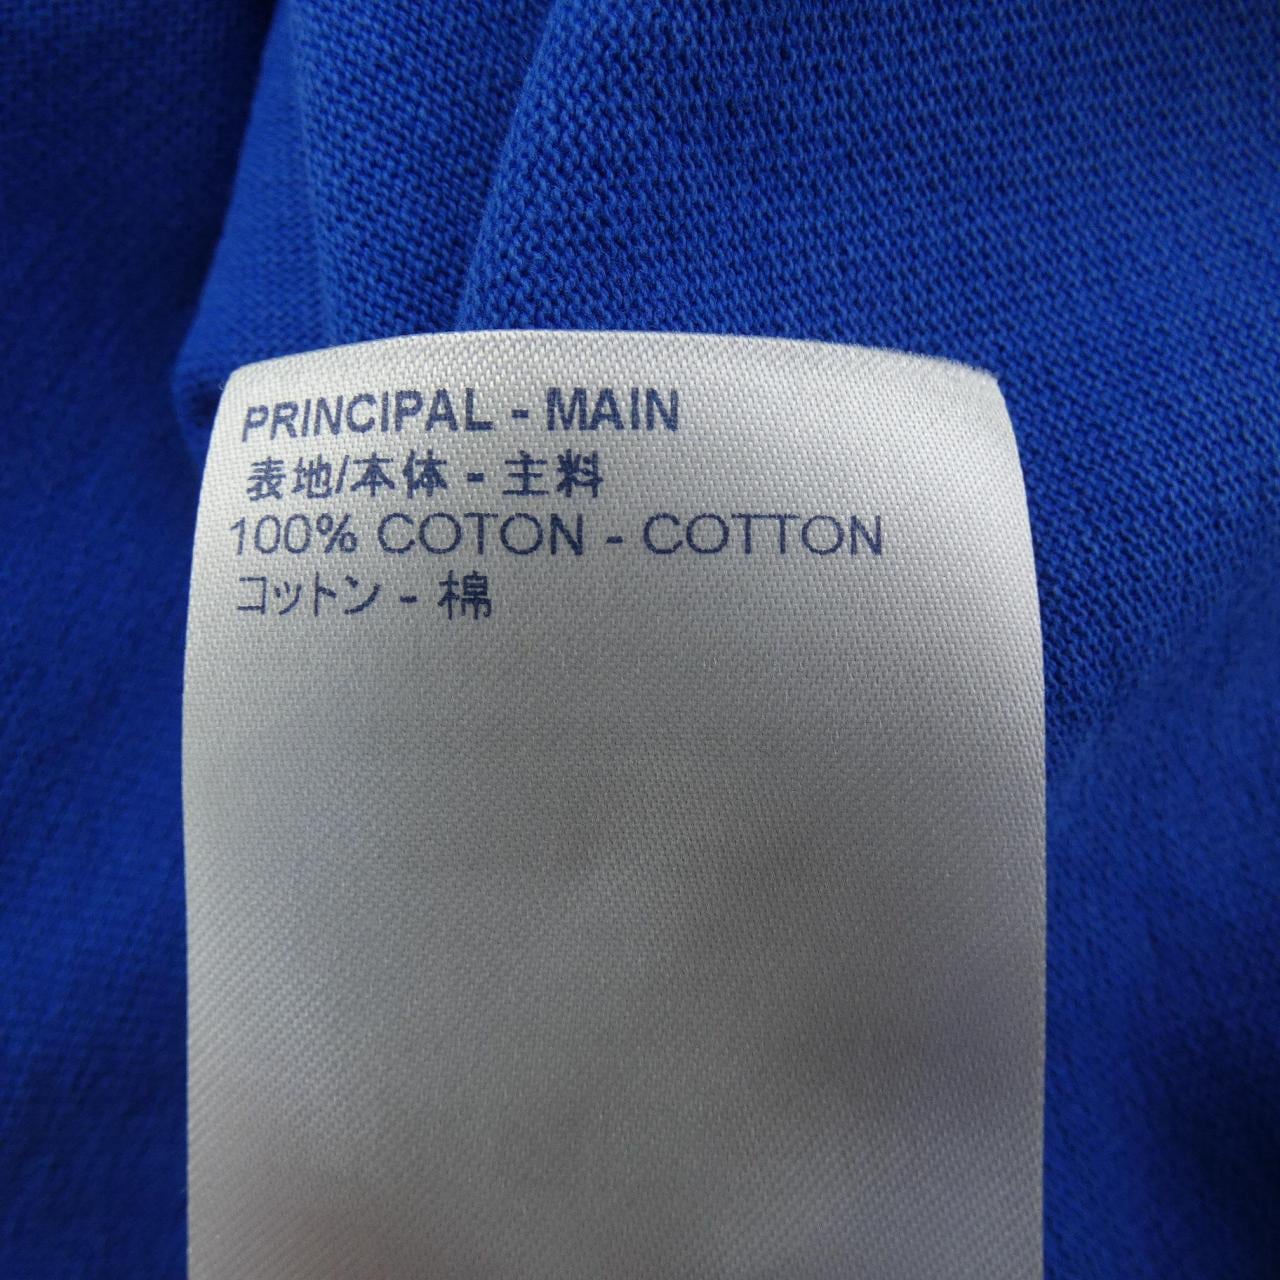 PRINCIPAL - MAIN
表地/本体 - 主料
100% COTON - COTTON
コットン - 棉